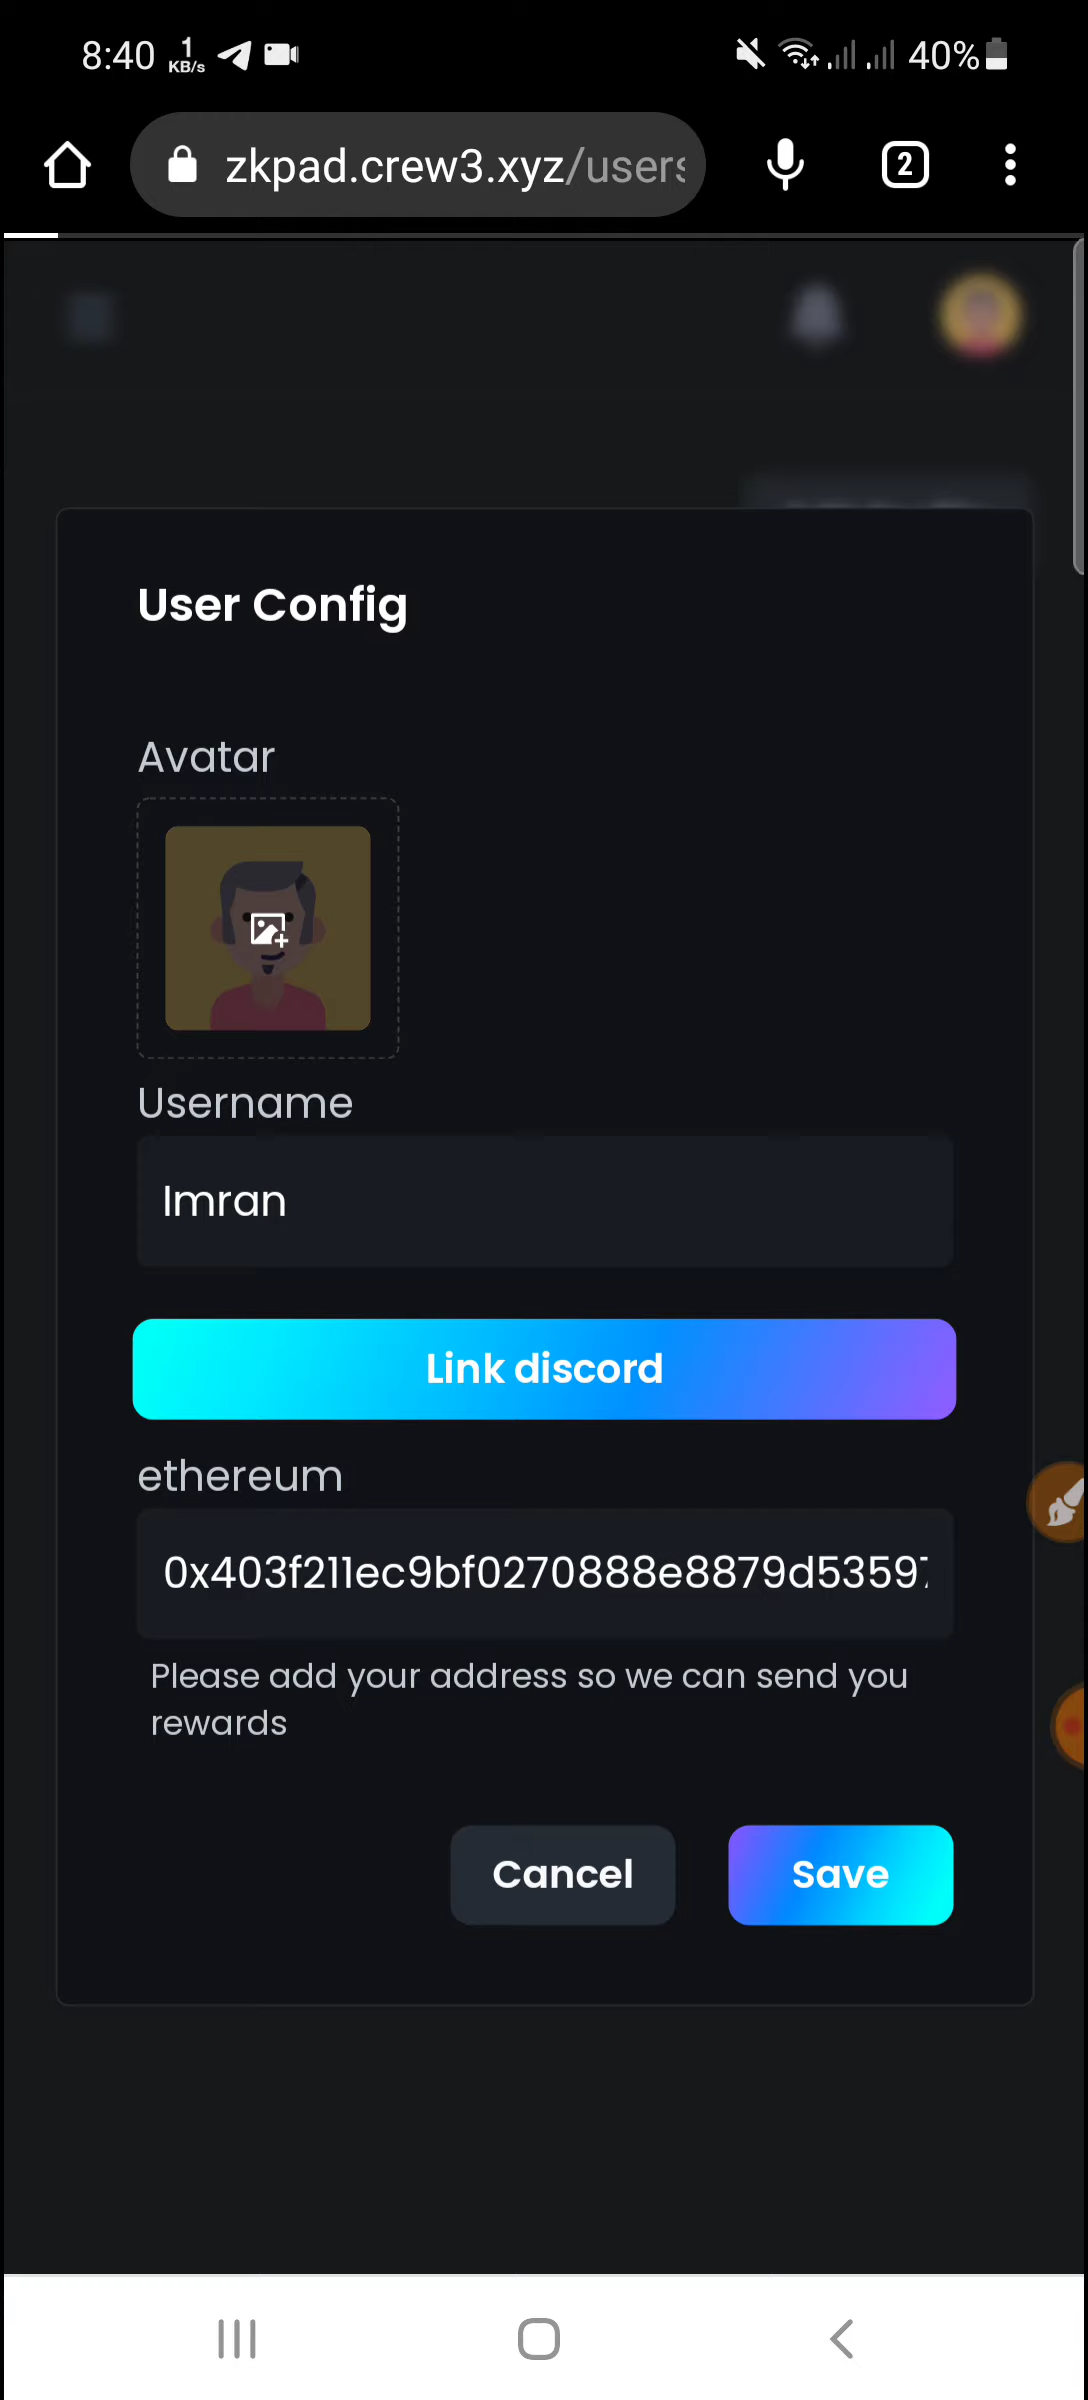 8:40 1 KB/s 40%
zkpad.crew3.xyz/users
2
User Config
Avatar
Username
Imran
Link discord
ethereum
0x403f211ec9bf0270888e8879d53597
Please add your address so we can send you
rewards
Cancel Save